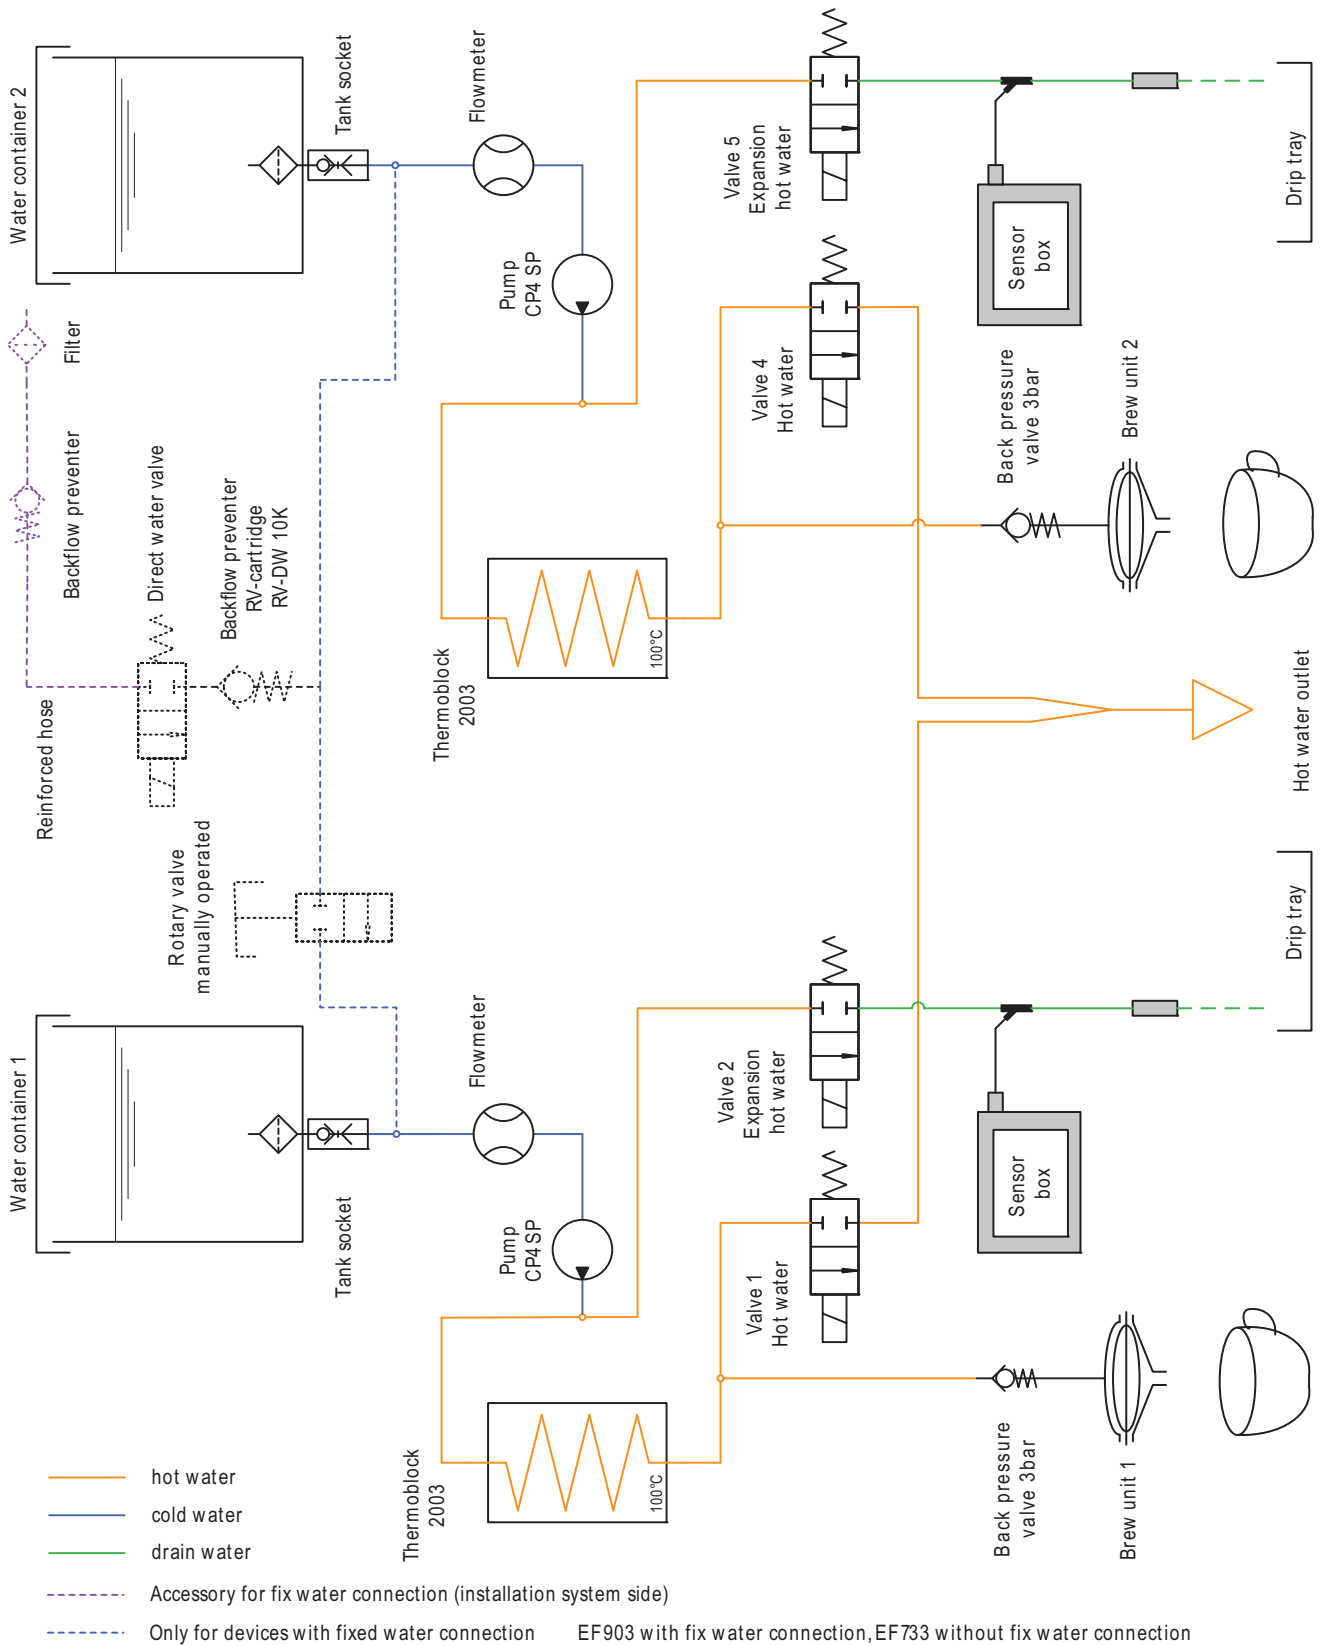 Water container 2
Tank socket
Flowmeter
Pump
CP4 SP
Valve 5
Expansion
hot water
Sensor
box
Drip tray
Filter
Backflow preventer
Direct water valve
Backflow preventer
RV-cartridge
RV-DW 10K
Reinforced hose
Valve 4
Hot water
Back pressure
valve 3bar
Brew unit 2
Thermoblock
2003
100°C
Hot water outlet
Rotary valve
manually operated
Water container 1
Tank socket
Flowmeter
Pump
CP4 SP
Valve 2
Expansion
hot water
Sensor
box
Drip tray
Valve 1
Hot water
Back pressure
valve 3bar
Brew unit 1
Thermoblock
2003
100°C
hot water
cold water
drain water
Accessory for fix water connection (installation system side)
Only for devices with fixed water connection EF903 with fix water connection, EF733 without fix water connection